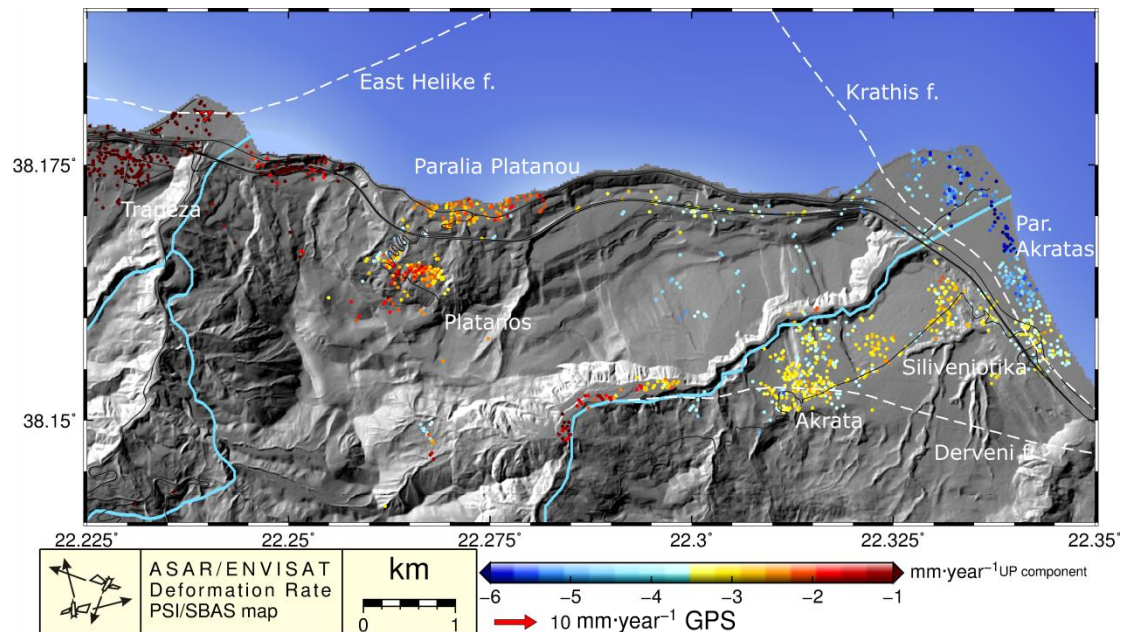 East Helike f.
Krathis f.
38.175°
Paralia Platanou
Trapeza
Par.
Akratas
Platanos
Siliveniotika
38.15°
Akrata
Derveni f.
22.225 22.25 22.275 22.3 22.325 22.35°
ASAR/ENVISAT
Deformation Rate
PSI/SBAS map
km
0 1
mm·year⁻¹ UP component
−6 −5 −4 −3 −2 −1
10 mm·year⁻¹ GPS